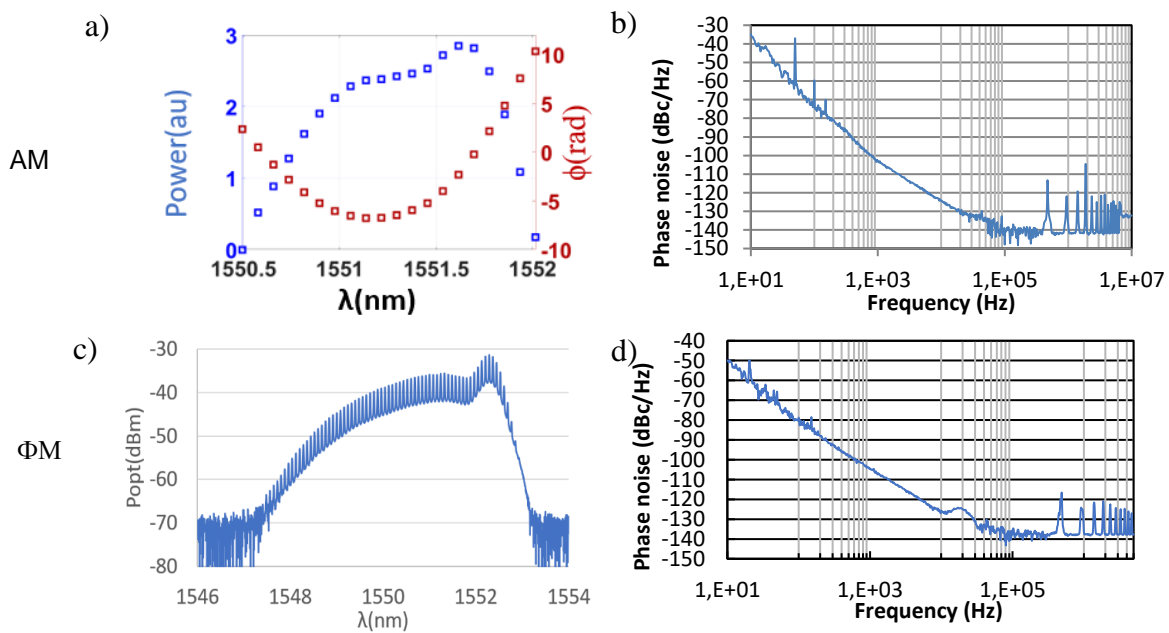 a)
AM
Power(au)
3
2
1
0
10
5
0
-5
-10
ϕ(rad)
1550.5 1551 1551.5 1552
λ(nm)
b)
Phase noise (dBc/Hz)
-30
-40
-50
-60
-70
-80
-90
-100
-110
-120
-130
-140
-150
1,E+01 1,E+03 1,E+05 1,E+07
Frequency (Hz)
c)
ΦM
Popt(dBm)
-30
-40
-50
-60
-70
-80
1546 1548 1550 1552 1554
λ(nm)
d)
Phase noise (dBc/Hz)
-40
-50
-60
-70
-80
-90
-100
-110
-120
-130
-140
-150
1,E+01 1,E+03 1,E+05
Frequency (Hz)